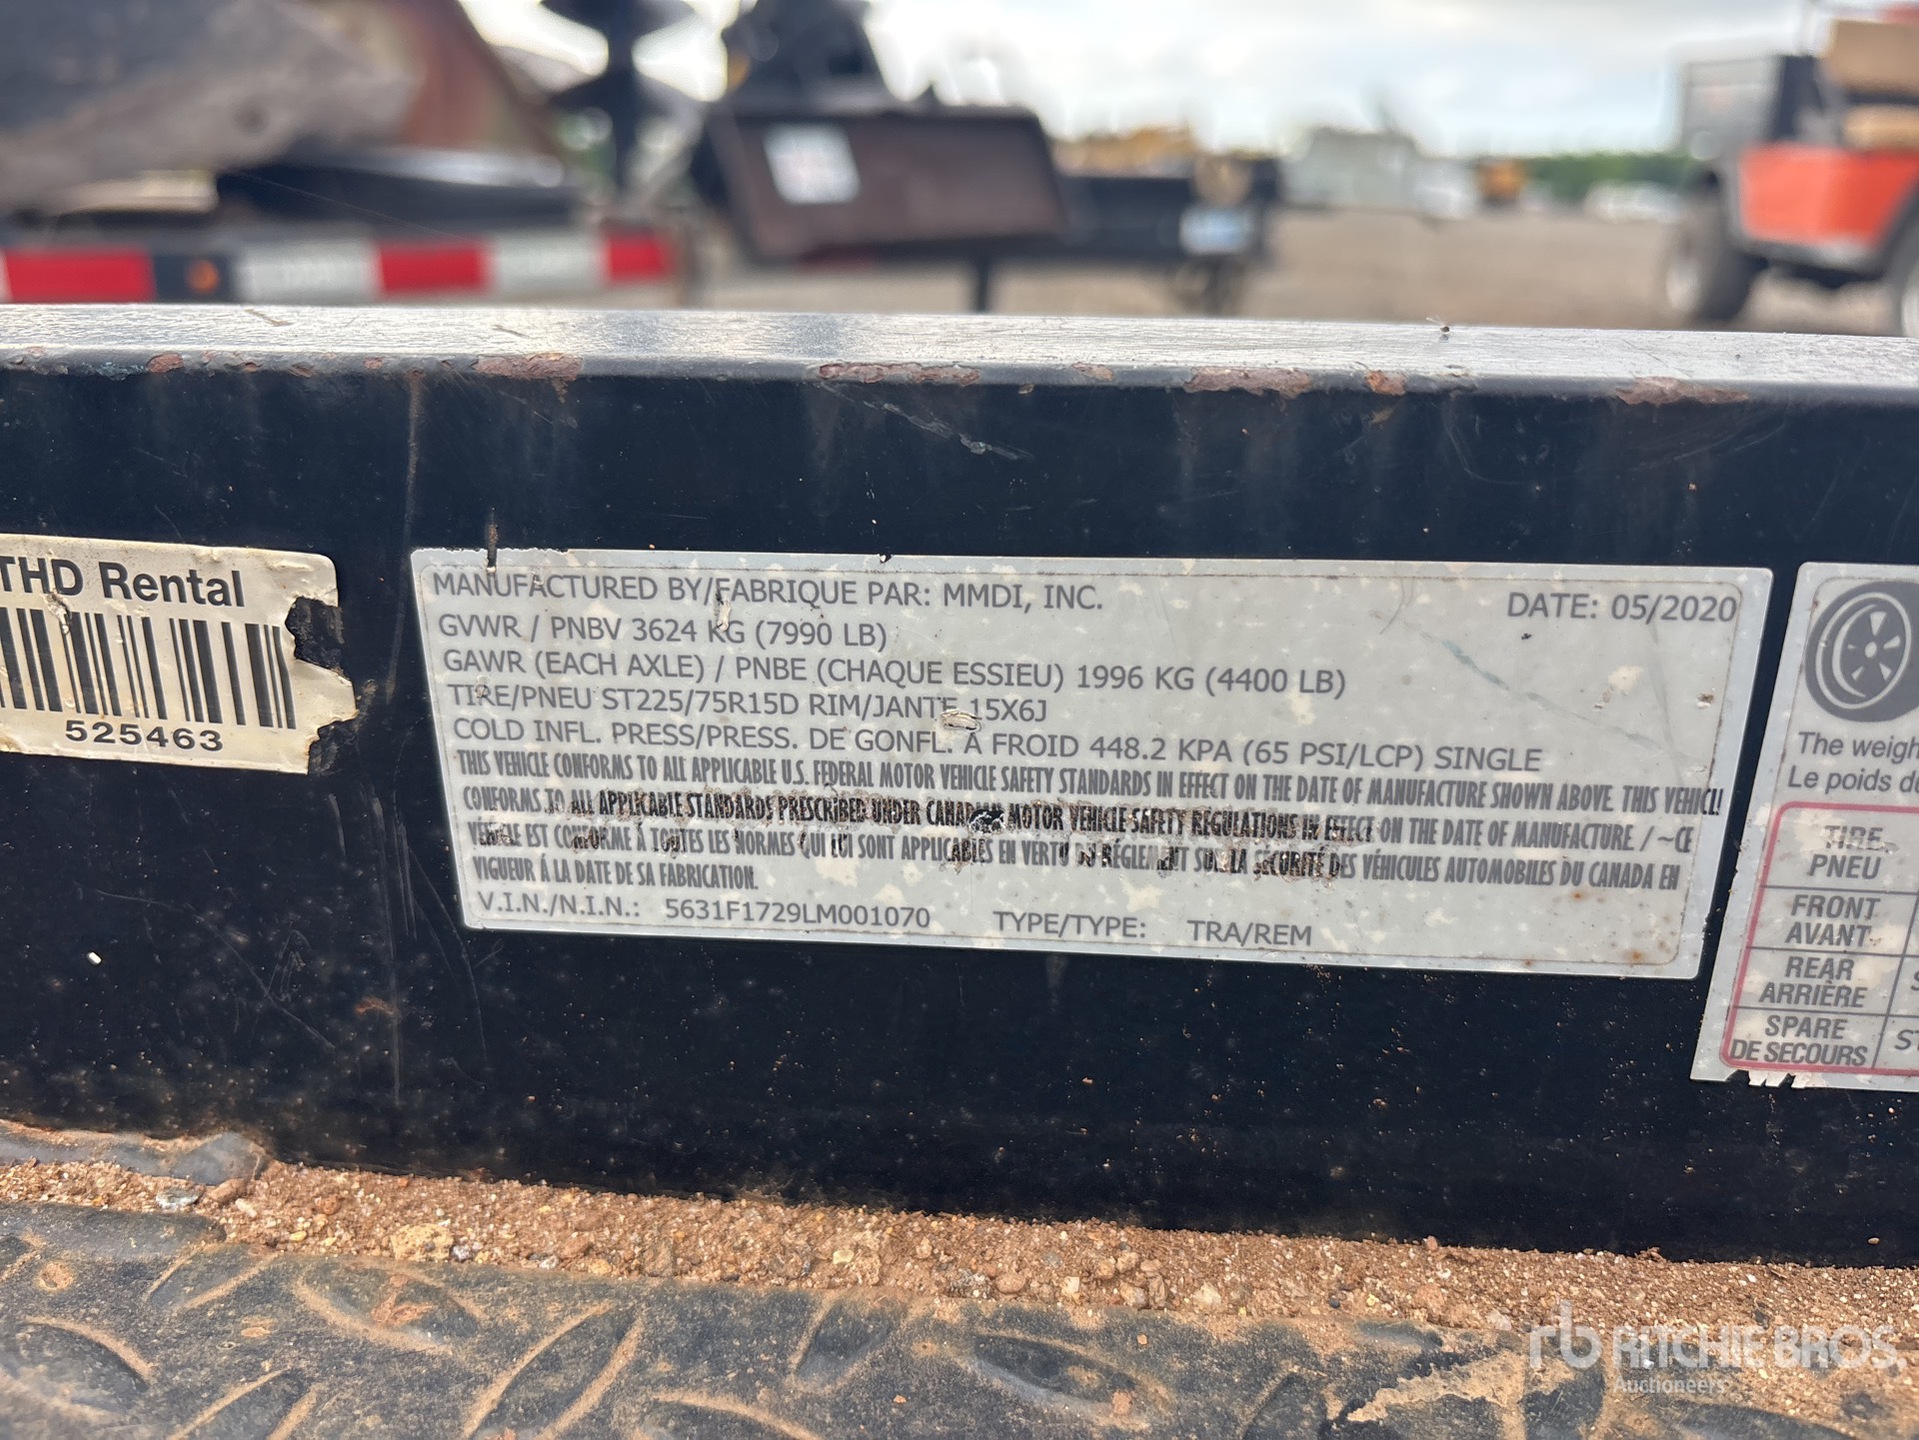 THD Rental
525463
MANUFACTURED BY/FABRIQUE PAR: MMDI, INC.
DATE: 05/2020
GVWR / PNBV 3624 KG (7990 LB)
GAWR (EACH AXLE) / PNBE (CHAQUE ESSIEU) 1996 KG (4400 LB)
TIRE/PNEU ST225/75R15D RIM/JANTE 15X6J
COLD INFL. PRESS/PRESS. DE GONFL. À FROID 448.2 KPA (65 PSI/LCP) SINGLE
THIS VEHICLE CONFORMS TO ALL APPLICABLE U.S. FEDERAL MOTOR VEHICLE SAFETY STANDARDS IN EFFECT ON THE DATE OF MANUFACTURE SHOWN ABOVE. THIS VEHICL
CONFORMS TO ALL APPLICABLE STANDARDS PRESCRIBED UNDER CANADIAN MOTOR VEHICLE SAFETY REGULATIONS IN EFFECT ON THE DATE OF MANUFACTURE. / ~CE
VÉHICLE EST CONFORME À TOUTES LES NORMES QUI LUI SONT APPLICABLES EN VERTU DU RÉGLEMENT SUR LA SÉCURITÉ DES VÉHICULES AUTOMOBILES DU CANADA EN
VIGUEUR Á LA DATE DE SA FABRICATION.
V.I.N./N.I.N.: 5631F1729LM001070 TYPE/TYPE: TRA/REM
The weigh
Le poids du
TIRE
PNEU
FRONT
AVANT
REAR
ARRIÈRE
SPARE
DE SECOURS
rb RITCHIE BROS.
Auctioneers